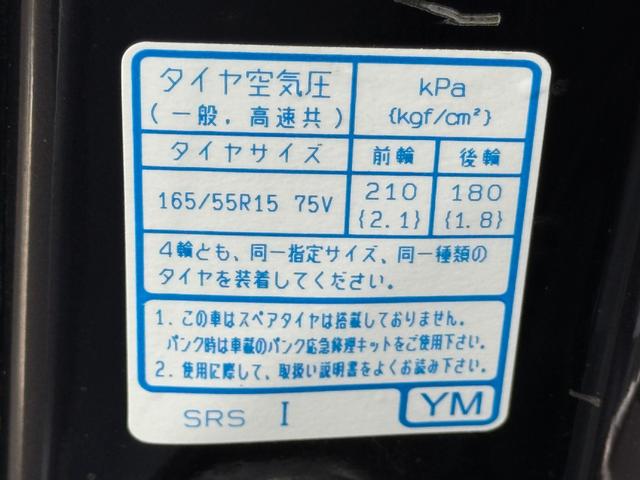 タイヤ空気圧
(一般,高速共)
kPa
{kgf/cm²}
タイヤサイズ 前輪 後輪
165/55R15 75V 210 180
{2.1} {1.8}
4輪とも、同一指定サイズ、同一種類の
タイヤを装着してください。
1. この車はスペアタイヤは搭載しておりません。
パンク時は車載のパンク応急修理キットをご使用下さい。
2. 使用に際して、取扱い説明書をよくお読み下さい。
SRS I YM